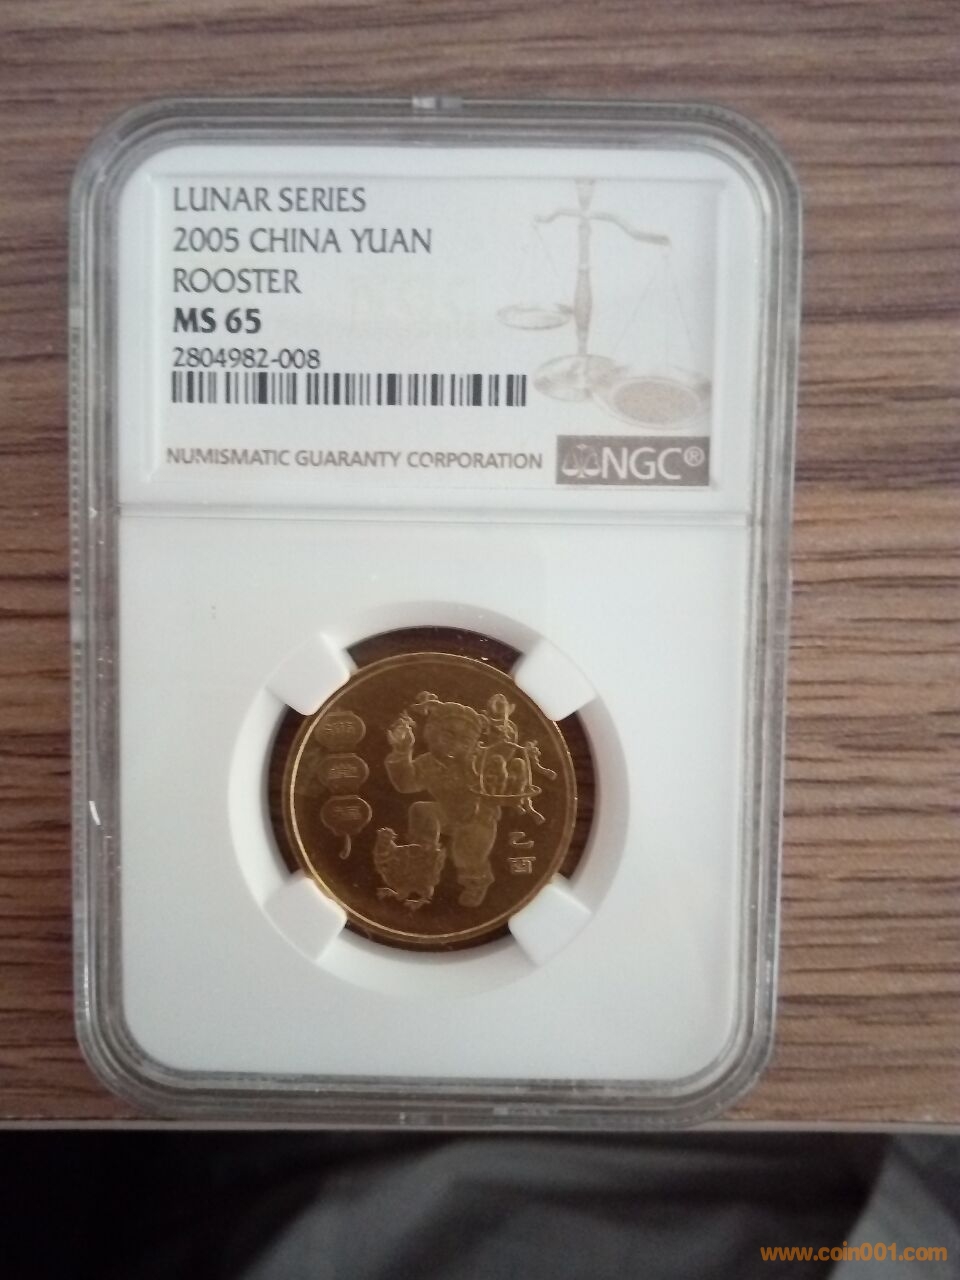 LUNAR SERIES
2005 CHINA YUAN
ROOSTER
MS 65
2804982-008
NUMISMATIC GUARANTY CORPORATION
NGC®
乙酉
www.coin001.com